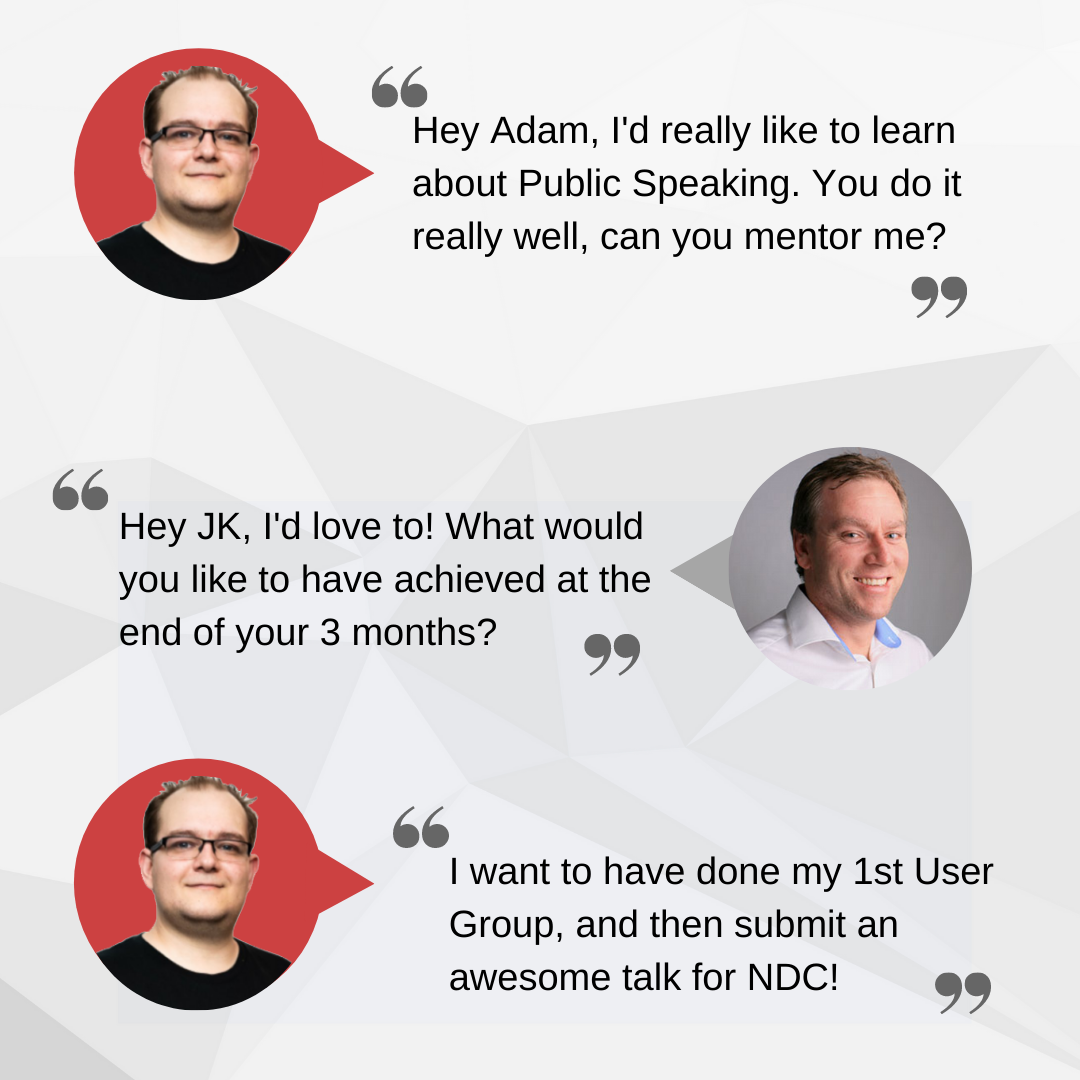 “
Hey Adam, I'd really like to learn
about Public Speaking. You do it
really well, can you mentor me?
”
“
Hey JK, I'd love to! What would
you like to have achieved at the
end of your 3 months?
”
“
I want to have done my 1st User
Group, and then submit an
awesome talk for NDC!
”